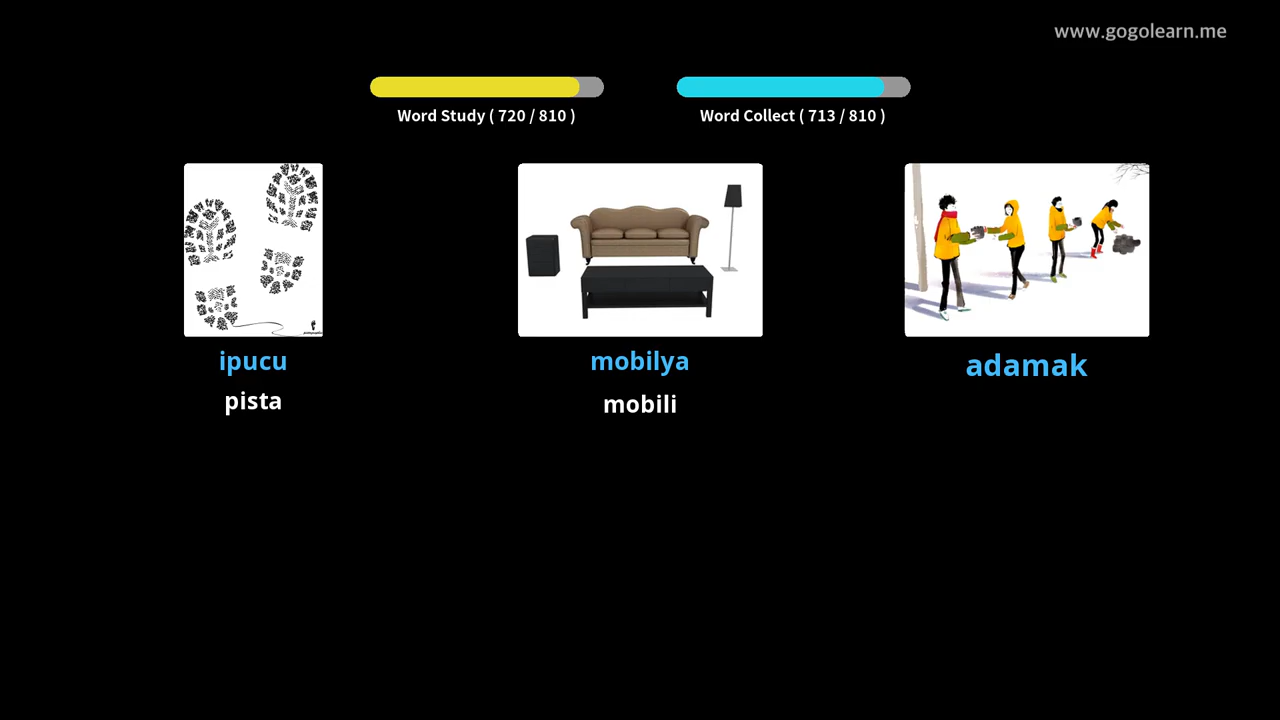 www.gogolearn.me
Word Study ( 720 / 810 )
Word Collect ( 713 / 810 )
ipucu
pista
mobilya
mobili
adamak